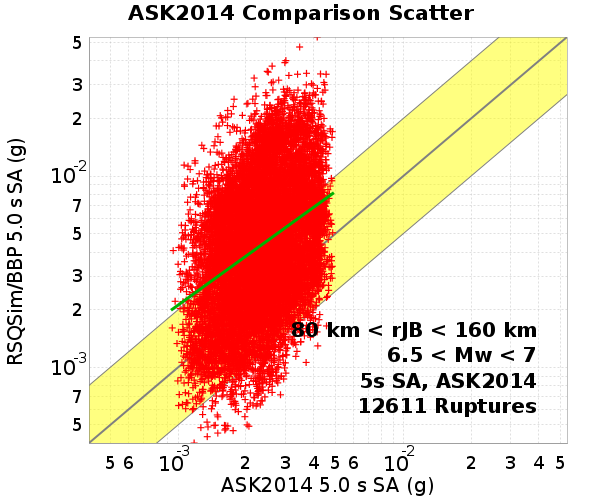 ASK2014 Comparison Scatter
RSQSim/BBP 5.0 s SA (g)
5
3
2
10-2
7
5
3
2
10-3
7
5
80 km < rJB < 160 km
6.5 < Mw < 7
5s SA, ASK2014
12611 Ruptures
5 6 10-3 2 3 4 5 6 10-2 2 3 4 5
ASK2014 5.0 s SA (g)